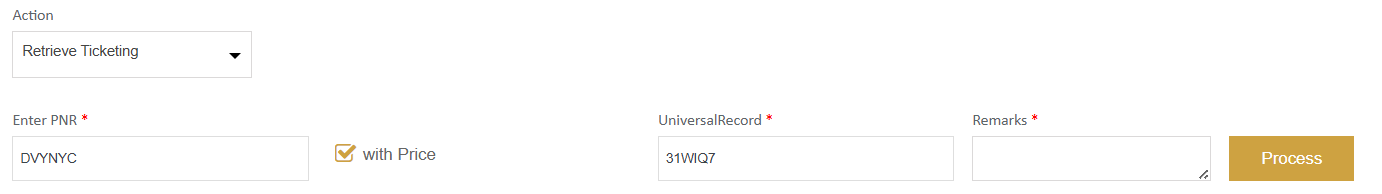 Action
Retrieve Ticketing
Enter PNR *
UniversalRecord *
Remarks *
DVYNYC
with Price
31WIQ7
Process